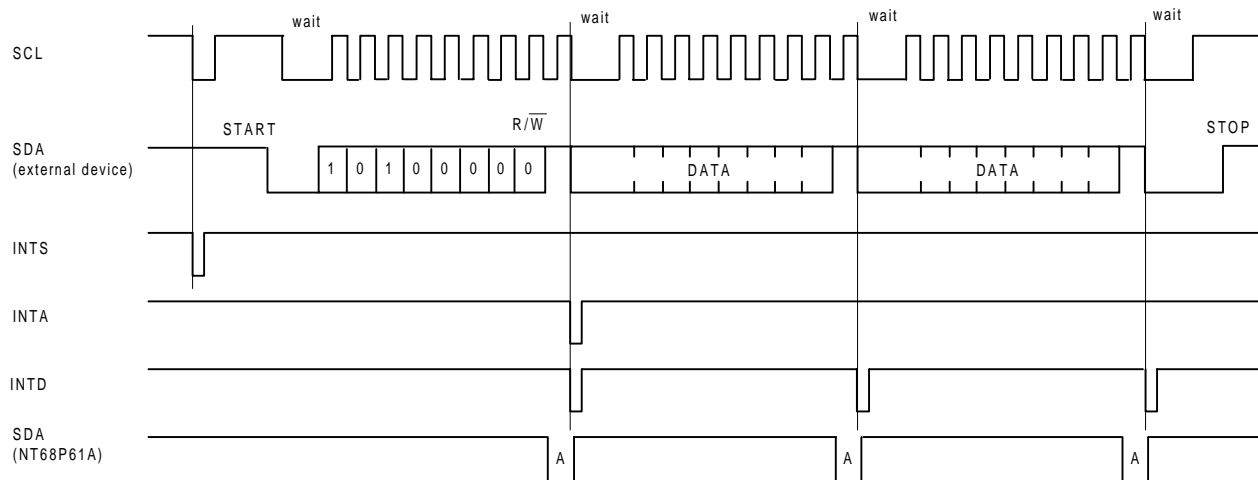 wait wait wait wait
SCL
START R/W̅ STOP
SDA
(external device)
1 0 1 0 0 0 0 0 DATA DATA
INTS
INTA
INTD
SDA
(NT68P61A)
A A A